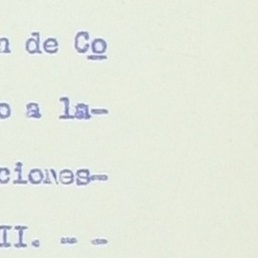 n de Co
o a la-
ciones-
II. - -